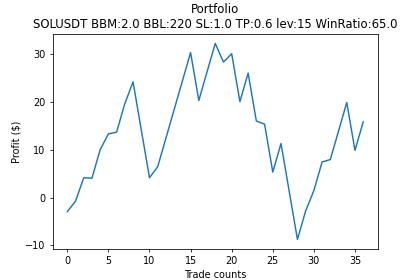 Portfolio
SOLUSDT BBM:2.0 BBL:220 SL:1.0 TP:0.6 lev:15 WinRatio:65.0
Profit ($)
30
20
10
0
−10
0 5 10 15 20 25 30 35
Trade counts